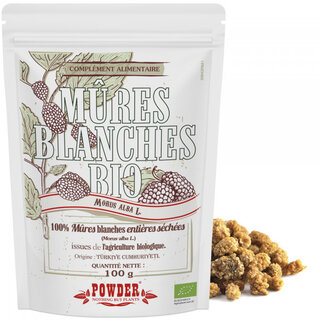 COMPLÉMENT ALIMENTAIRE
MÛRES
BLANCHES
BIO
MORUS ALBA L.
100% Mûres blanches entières séchées
(Morus alba L.)
issues de l'agriculture biologique.
Origine : TÜRKIYE CUMHURIYETI.
QUANTITÉ NETTE :
100 g
POWDER
NOTHING BUT PLANTS